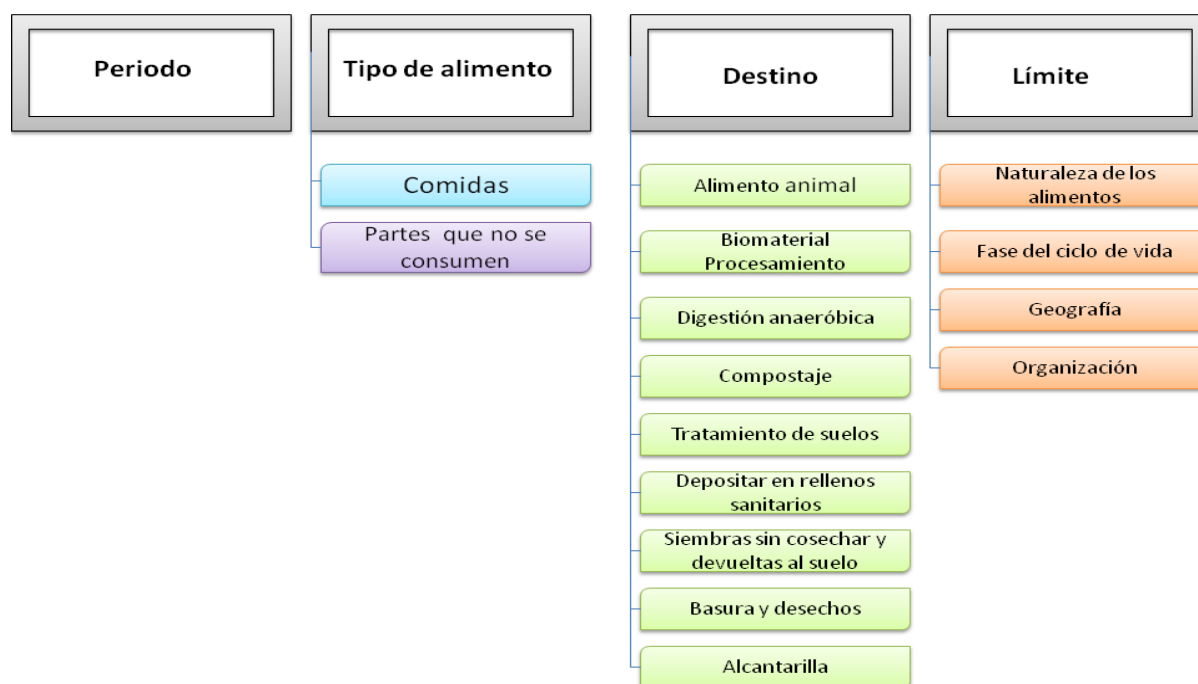 Periodo
Tipo de alimento
Destino
Límite
Comidas
Partes que no se
consumen
Alimento animal
Biomaterial
Procesamiento
Digestión anaeróbica
Compostaje
Tratamiento de suelos
Depositar en rellenos
sanitarios
Siembras sin cosechar y
devueltas al suelo
Basura y desechos
Alcantarilla
Naturaleza de los
alimentos
Fase del ciclo de vida
Geografía
Organización